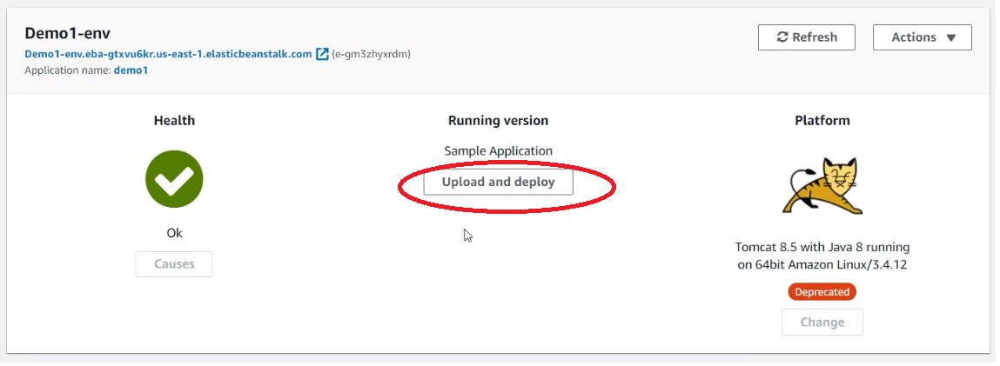 Demo1-env
Refresh
Actions
Demo1-env.eba-gtxvu6kr.us-east-1.elasticbeanstalk.com (e-gm3zhyxrdm)
Application name: demo1
Health
Running version
Platform
Sample Application
Upload and deploy
Ok
Causes
Tomcat 8.5 with Java 8 running
on 64bit Amazon Linux/3.4.12
Deprecated
Change